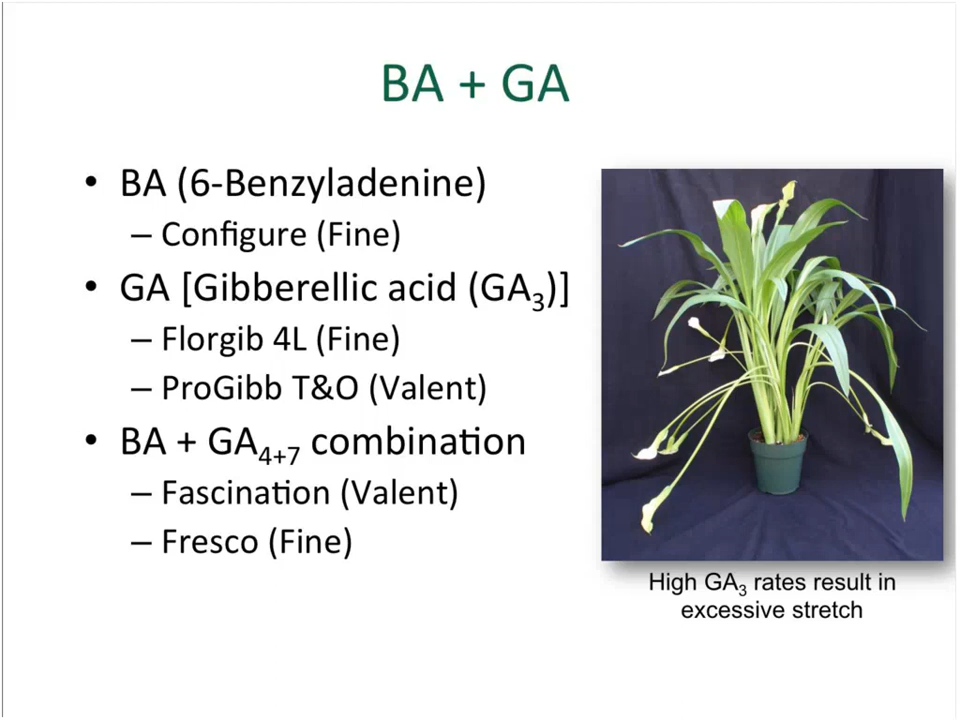 BA + GA
• BA (6-Benzyladenine)
– Configure (Fine)
• GA [Gibberellic acid (GA₃)]
– Florgib 4L (Fine)
– ProGibb T&O (Valent)
• BA + GA₄₊₇ combination
– Fascination (Valent)
– Fresco (Fine)
High GA₃ rates result in
excessive stretch